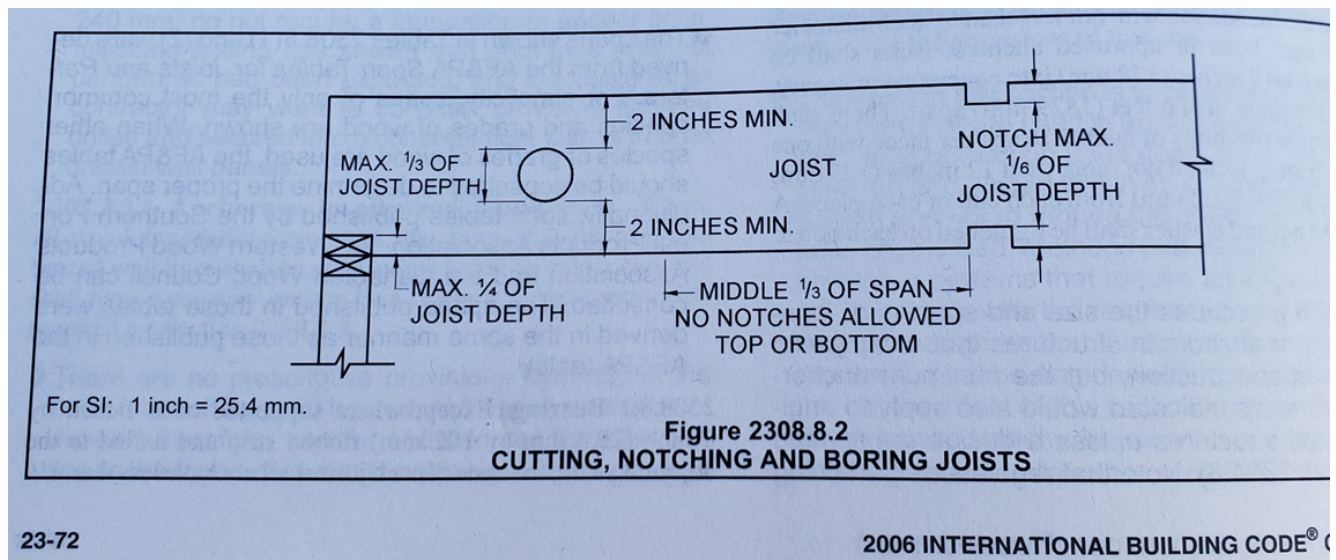 2 INCHES MIN.
MAX. 1/3 OF
JOIST DEPTH
2 INCHES MIN.
MAX. 1/4 OF
JOIST DEPTH
JOIST
NOTCH MAX.
1/6 OF
JOIST DEPTH
MIDDLE 1/3 OF SPAN
NO NOTCHES ALLOWED
TOP OR BOTTOM
For SI: 1 inch = 25.4 mm.
Figure 2308.8.2
CUTTING, NOTCHING AND BORING JOISTS
23-72
2006 INTERNATIONAL BUILDING CODE®